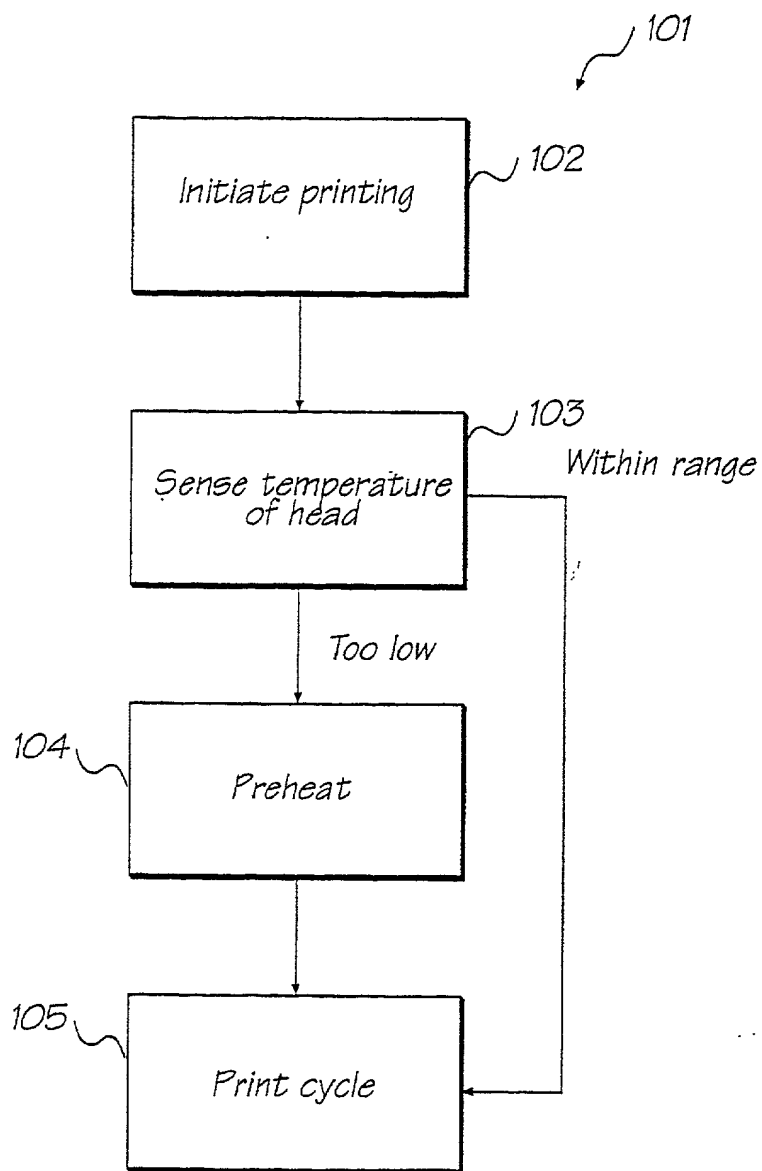 101
Initiate printing
102
103
Sense temperature
of head
Within range
Too low
104
Preheat
105
Print cycle